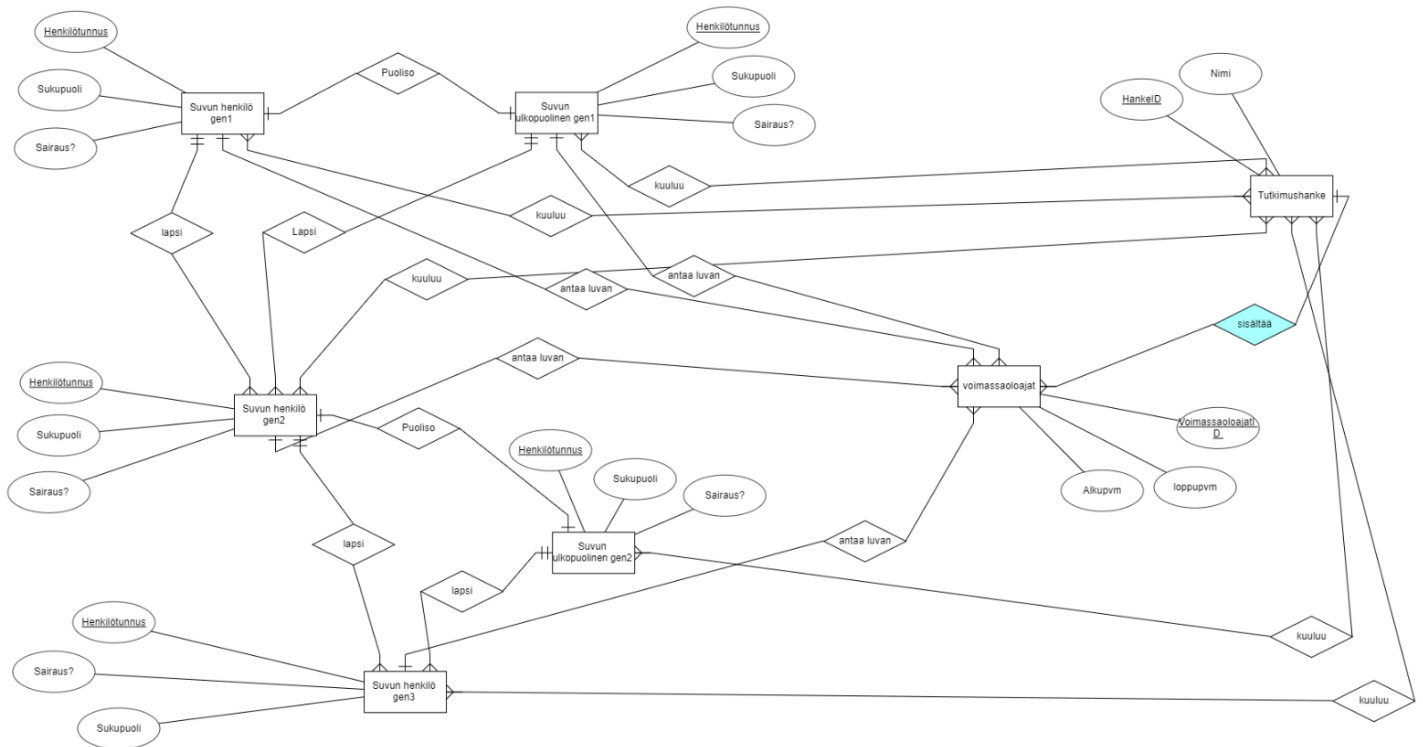 Henkilötunnus
Henkilötunnus
Nimi
Puoliso
Sukupuoli
Sukupuoli
HankeID
Suvun henkilö
gen1
Suvun
ulkopuolinen gen1
Sairaus?
Sairaus?
kuuluu
Tutkimushanke
kuuluu
lapsi
Lapsi
kuuluu
antaa luvan
antaa luvan
sisältää
antaa luvan
Henkilötunnus
voimassaoloajat
Suvun henkilö
gen2
Puoliso
VoimassaoloajatI
D
Sukupuoli
Henkilötunnus
Sukupuoli
Sairaus?
Sairaus?
Alkupvm
loppupvm
lapsi
antaa luvan
Suvun
ulkopuolinen gen2
lapsi
Henkilötunnus
kuuluu
Sairaus?
Suvun henkilö
gen3
kuuluu
Sukupuoli